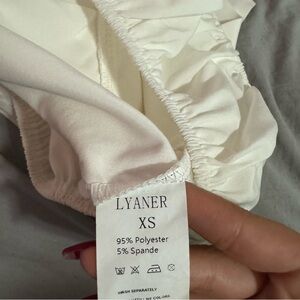 LYANER
XS
95% Polyester
5% Spande
WASH SEPARATELY